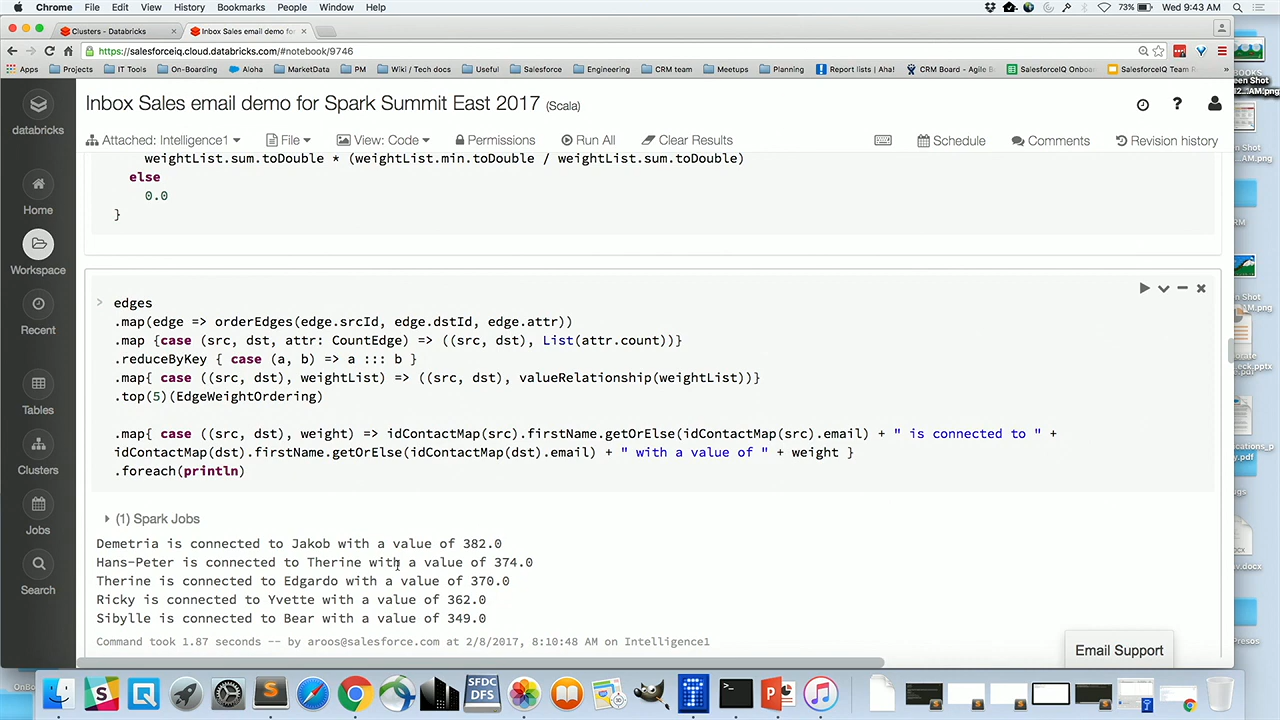 Chrome File Edit View History Bookmarks People Window Help 73% Wed 9:43 AM
Clusters - Databricks Inbox Sales email demo for
https://salesforceiq.cloud.databricks.com/#notebook/9746
Apps Projects IT Tools On-Boarding Aloha MarketData PM Wiki / Tech docs Useful Salesforce Engineering CRM team Meetups Planning Report lists | Aha! CRM Board - Agile B SalesforceIQ Onbo SalesforceIQ Team R
databricks
Inbox Sales email demo for Spark Summit East 2017 (Scala)
Attached: Intelligence1 File View: Code Permissions Run All Clear Results Schedule Comments Revision history
weightList.sum.toDouble * (weightList.min.toDouble / weightList.sum.toDouble)
else
0.0
}
Home
Workspace
Recent
Tables
Clusters
Jobs
Search
edges
.map(edge => orderEdges(edge.srcId, edge.dstId, edge.attr))
.map {case (src, dst, attr: CountEdge) => ((src, dst), List(attr.count))}
.reduceByKey { case (a, b) => a ::: b }
.map{ case ((src, dst), weightList) => ((src, dst), valueRelationship(weightList))}
.top(5)(EdgeWeightOrdering)
.map{ case ((src, dst), weight) => idContactMap(src).firstName.getOrElse(idContactMap(src).email) + " is connected to " +
idContactMap(dst).firstName.getOrElse(idContactMap(dst).email) + " with a value of " + weight }
.foreach(println)
(1) Spark Jobs
Demetria is connected to Jakob with a value of 382.0
Hans-Peter is connected to Therine with a value of 374.0
Therine is connected to Edgardo with a value of 370.0
Ricky is connected to Yvette with a value of 362.0
Sibylle is connected to Bear with a value of 349.0
Command took 1.87 seconds -- by aroos@salesforce.com at 2/8/2017, 8:10:48 AM on Intelligence1
Email Support
SFDC
DFS